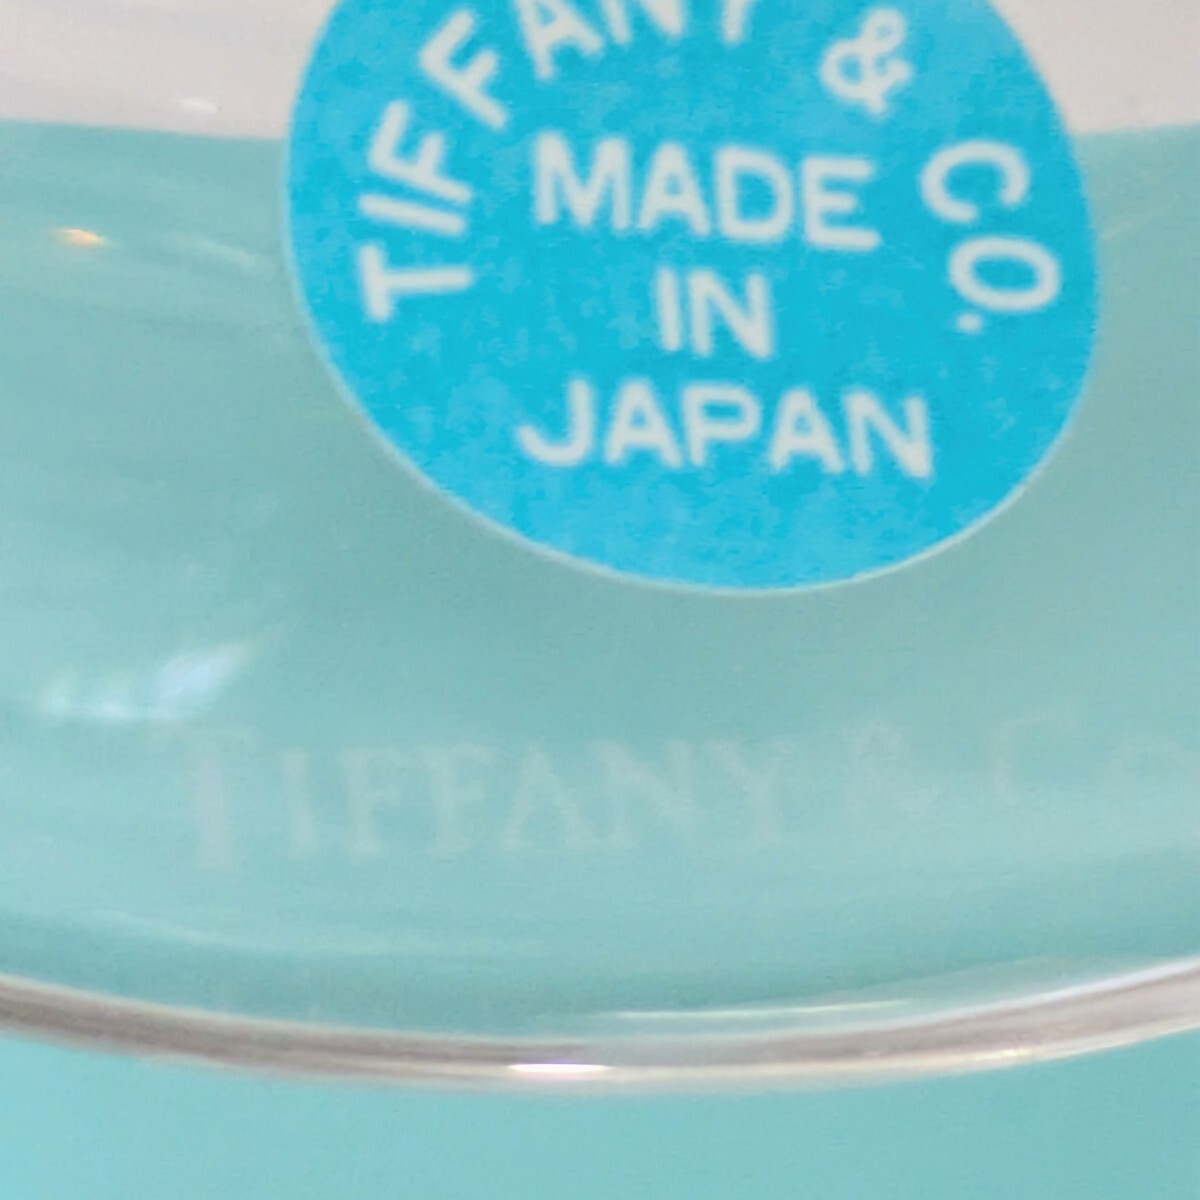 TIFFANY & CO.
MADE
IN
JAPAN
TIFFANY & Co